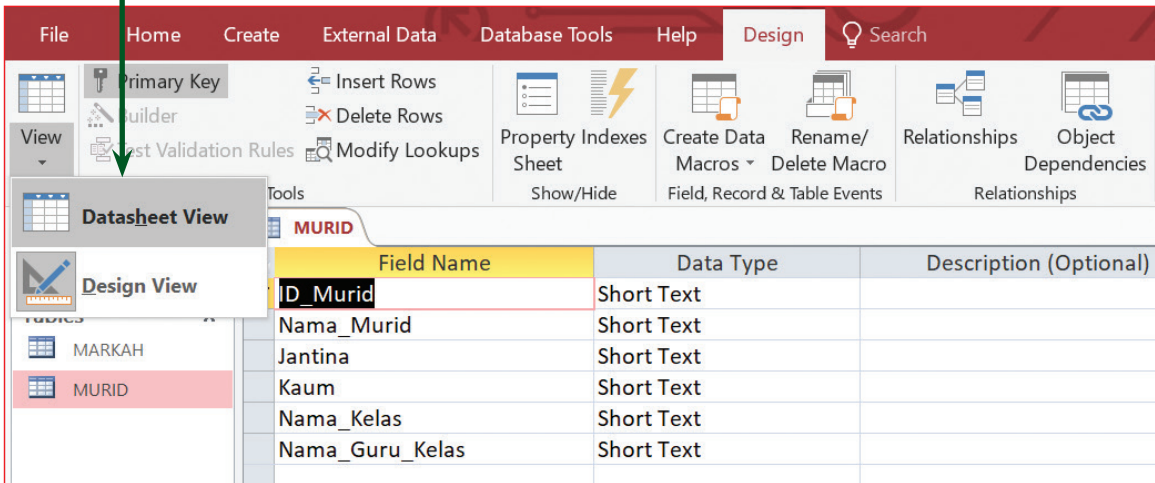 File Home Create External Data Database Tools Help Design Search
Primary Key Insert Rows
Builder Delete Rows
View Test Validation Rules Modify Lookups Property Sheet Indexes Create Data Macros Rename/ Delete Macro Relationships Object Dependencies
Tools Show/Hide Field, Record & Table Events Relationships
Datasheet View
Design View
Tables
MARKAH
MURID
MURID
Field Name Data Type Description (Optional)
ID_Murid Short Text
Nama_Murid Short Text
Jantina Short Text
Kaum Short Text
Nama_Kelas Short Text
Nama_Guru_Kelas Short Text